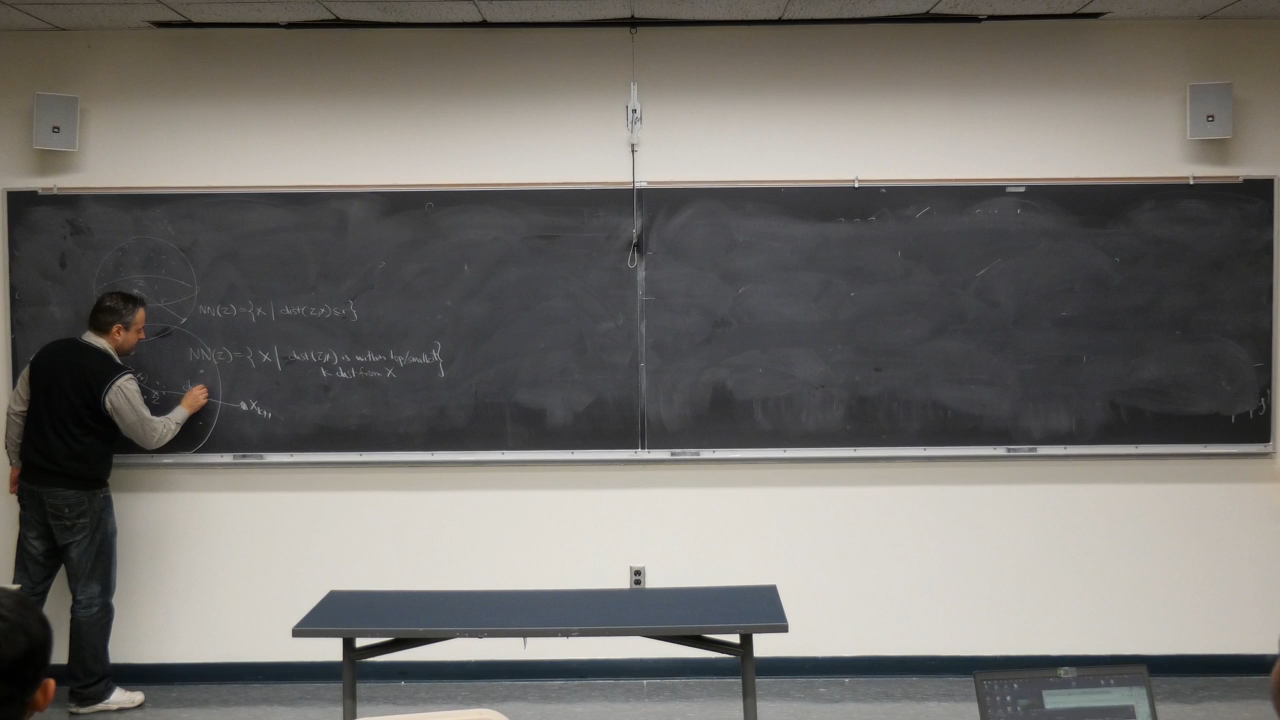 NN(z) = { x | dist(z,x) ≤ r }
NN(z) = { x | dist(z,x) is within top/smallest
k dist from X }
z
d
x_{k+1}